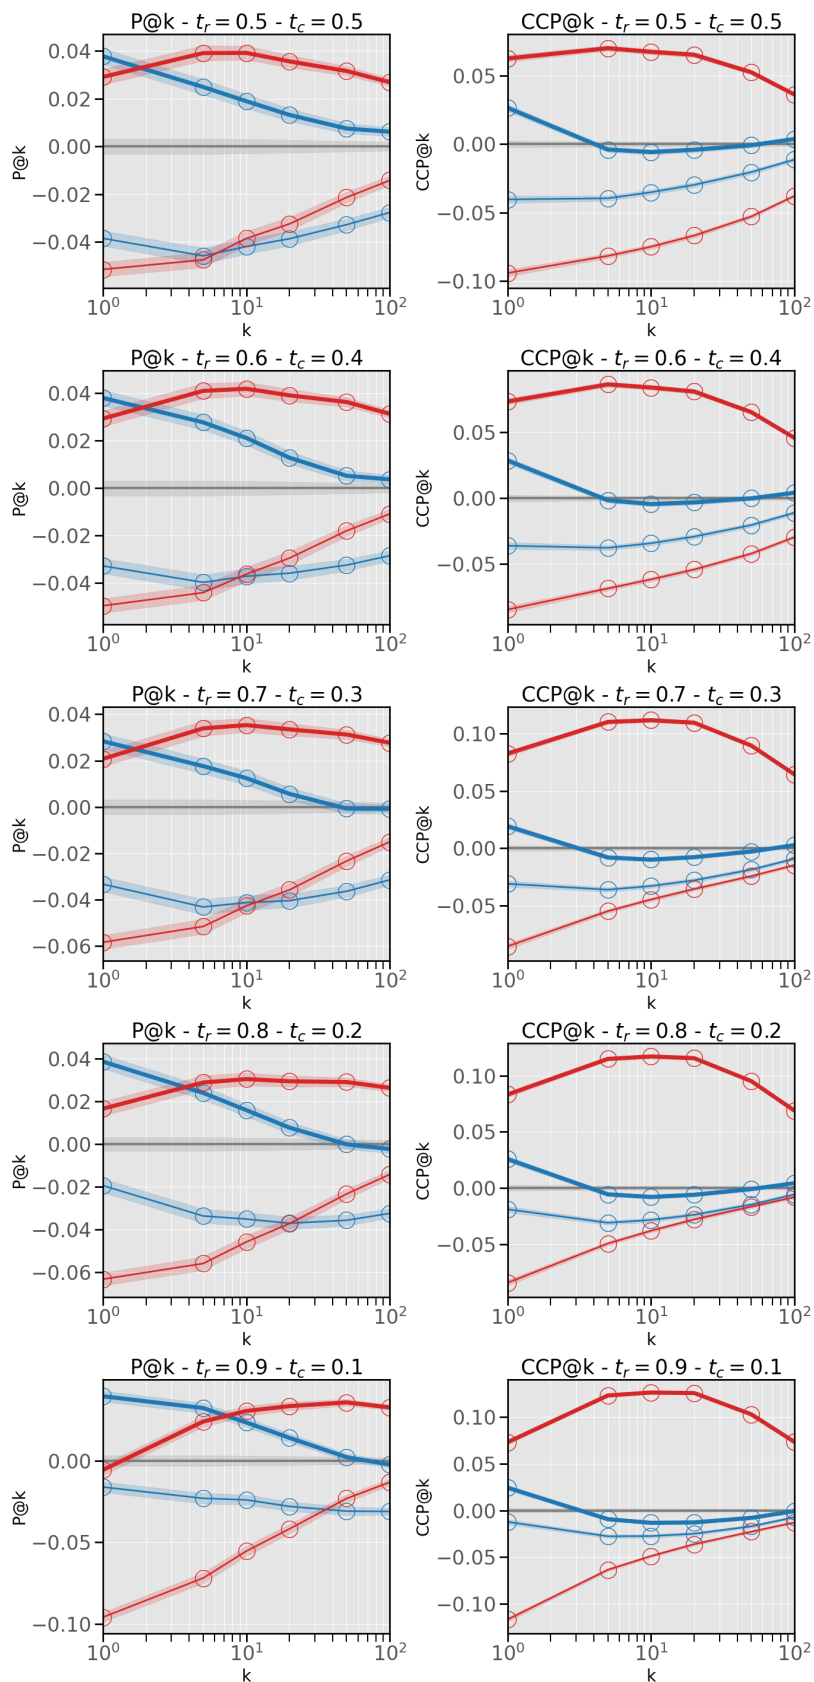 P@k - t_r = 0.5 - t_c = 0.5
CCP@k - t_r = 0.5 - t_c = 0.5
0.04
0.02
0.00
−0.02
−0.04
P@k
10^0
10^1
10^2
k
0.05
0.00
−0.05
−0.10
CCP@k
10^0
10^1
10^2
k
P@k - t_r = 0.6 - t_c = 0.4
CCP@k - t_r = 0.6 - t_c = 0.4
0.04
0.02
0.00
−0.02
−0.04
P@k
10^0
10^1
10^2
k
0.05
0.00
−0.05
CCP@k
10^0
10^1
10^2
k
P@k - t_r = 0.7 - t_c = 0.3
CCP@k - t_r = 0.7 - t_c = 0.3
0.04
0.02
0.00
−0.02
−0.04
−0.06
P@k
10^0
10^1
10^2
k
0.10
0.05
0.00
−0.05
CCP@k
10^0
10^1
10^2
k
P@k - t_r = 0.8 - t_c = 0.2
CCP@k - t_r = 0.8 - t_c = 0.2
0.04
0.02
0.00
−0.02
−0.04
−0.06
P@k
10^0
10^1
10^2
k
0.10
0.05
0.00
−0.05
CCP@k
10^0
10^1
10^2
k
P@k - t_r = 0.9 - t_c = 0.1
CCP@k - t_r = 0.9 - t_c = 0.1
0.00
−0.05
−0.10
P@k
10^0
10^1
10^2
k
0.10
0.05
0.00
−0.05
−0.10
CCP@k
10^0
10^1
10^2
k